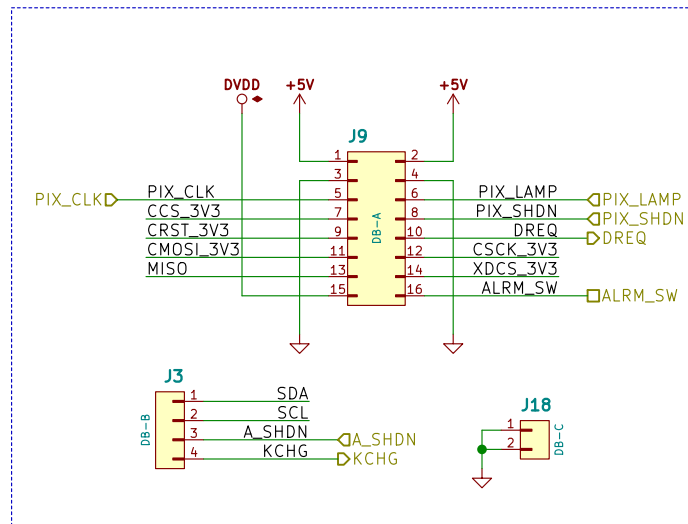 DVDD +5V +5V
J9
1 2
3 4
PIX_CLK PIX_CLK 5 6 PIX_LAMP PIX_LAMP
CCS_3V3 7 8 PIX_SHDN PIX_SHDN
CRST_3V3 9 10 DREQ DREQ
CMOSI_3V3 11 12 CSCK_3V3
MISO 13 14 XDCS_3V3
15 16 ALRM_SW ALRM_SW
DB-A
J3
1 SDA
2 SCL
3 A_SHDN A_SHDN
4 KCHG KCHG
DB-B
J18
1
2
DB-C